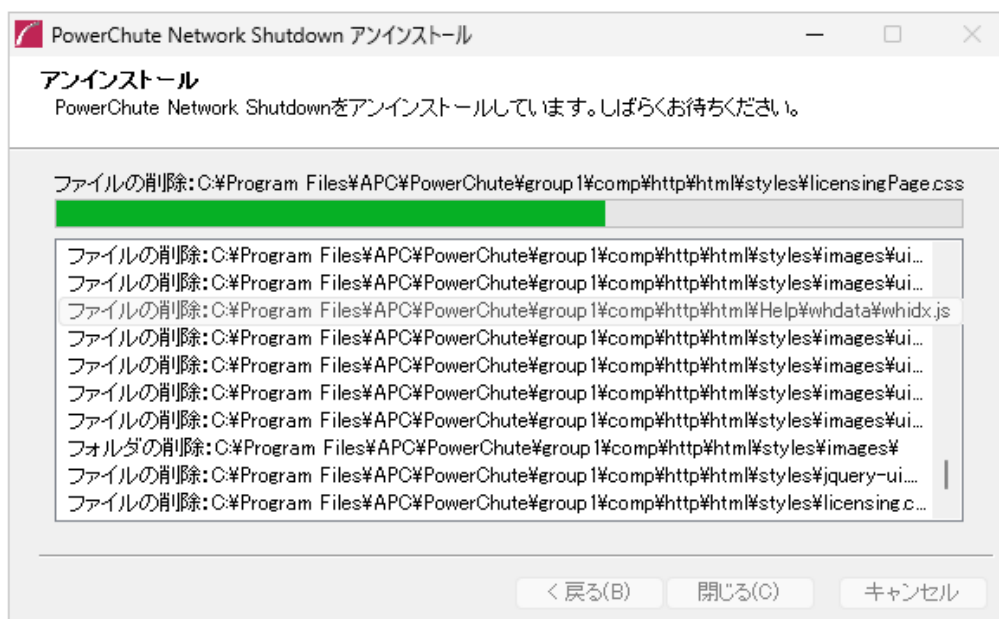 PowerChute Network Shutdown アンインストール
アンインストール
PowerChute Network Shutdownをアンインストールしています。しばらくお待ちください。
ファイルの削除:C:¥Program Files¥APC¥PowerChute¥group1¥comp¥http¥html¥styles¥licensingPage.css
ファイルの削除:C:¥Program Files¥APC¥PowerChute¥group1¥comp¥http¥html¥styles¥images¥ui...
ファイルの削除:C:¥Program Files¥APC¥PowerChute¥group1¥comp¥http¥html¥styles¥images¥ui...
ファイルの削除:C:¥Program Files¥APC¥PowerChute¥group1¥comp¥http¥html¥Help¥whdata¥whidx.js
ファイルの削除:C:¥Program Files¥APC¥PowerChute¥group1¥comp¥http¥html¥styles¥images¥ui...
ファイルの削除:C:¥Program Files¥APC¥PowerChute¥group1¥comp¥http¥html¥styles¥images¥ui...
ファイルの削除:C:¥Program Files¥APC¥PowerChute¥group1¥comp¥http¥html¥styles¥images¥ui...
ファイルの削除:C:¥Program Files¥APC¥PowerChute¥group1¥comp¥http¥html¥styles¥images¥ui...
フォルダの削除:C:¥Program Files¥APC¥PowerChute¥group1¥comp¥http¥html¥styles¥images¥
ファイルの削除:C:¥Program Files¥APC¥PowerChute¥group1¥comp¥http¥html¥styles¥jquery-ui....
ファイルの削除:C:¥Program Files¥APC¥PowerChute¥group1¥comp¥http¥html¥styles¥licensing.c...
< 戻る(B) 閉じる(C) キャンセル